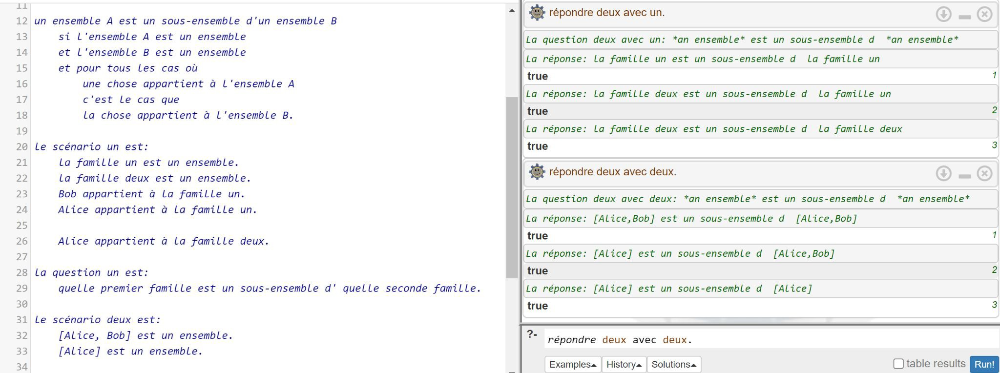 11
12 un ensemble A est un sous-ensemble d'un ensemble B
13 si l'ensemble A est un ensemble
14 et l'ensemble B est un ensemble
15 et pour tous les cas où
16 une chose appartient à l'ensemble A
17 c'est le cas que
18 la chose appartient à l'ensemble B.
19
20 le scénario un est:
21 la famille un est un ensemble.
22 la famille deux est un ensemble.
23 Bob appartient à la famille un.
24 Alice appartient à la famille un.
25
26 Alice appartient à la famille deux.
27
28 la question un est:
29 quelle premier famille est un sous-ensemble d' quelle seconde famille.
30
31 le scénario deux est:
32 [Alice, Bob] est un ensemble.
33 [Alice] est un ensemble.
34
répondre deux avec un.
La question deux avec un: *an ensemble* est un sous-ensemble d  *an ensemble*
La réponse: la famille un est un sous-ensemble d  la famille un
true 1
La réponse: la famille deux est un sous-ensemble d  la famille un
true 2
La réponse: la famille deux est un sous-ensemble d  la famille deux
true 3
répondre deux avec deux.
La question deux avec deux: *an ensemble* est un sous-ensemble d  *an ensemble*
La réponse: [Alice,Bob] est un sous-ensemble d  [Alice,Bob]
true 1
La réponse: [Alice] est un sous-ensemble d  [Alice,Bob]
true 2
La réponse: [Alice] est un sous-ensemble d  [Alice]
true 3
?- répondre deux avec deux.
Examples History Solutions table results Run!